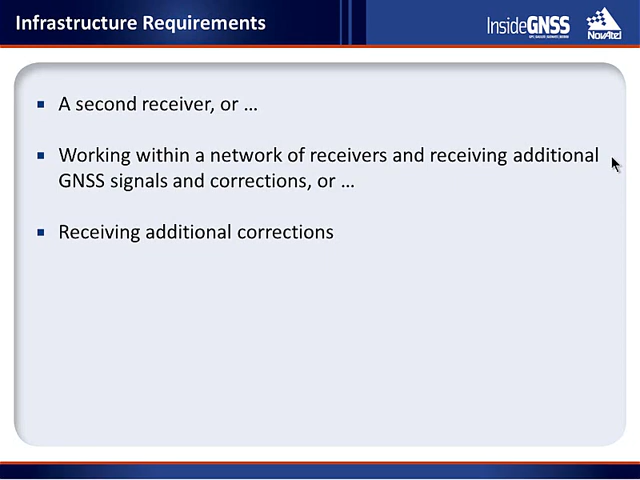 Infrastructure Requirements
InsideGNSS
NovAtel
A second receiver, or ...
Working within a network of receivers and receiving additional
GNSS signals and corrections, or ...
Receiving additional corrections